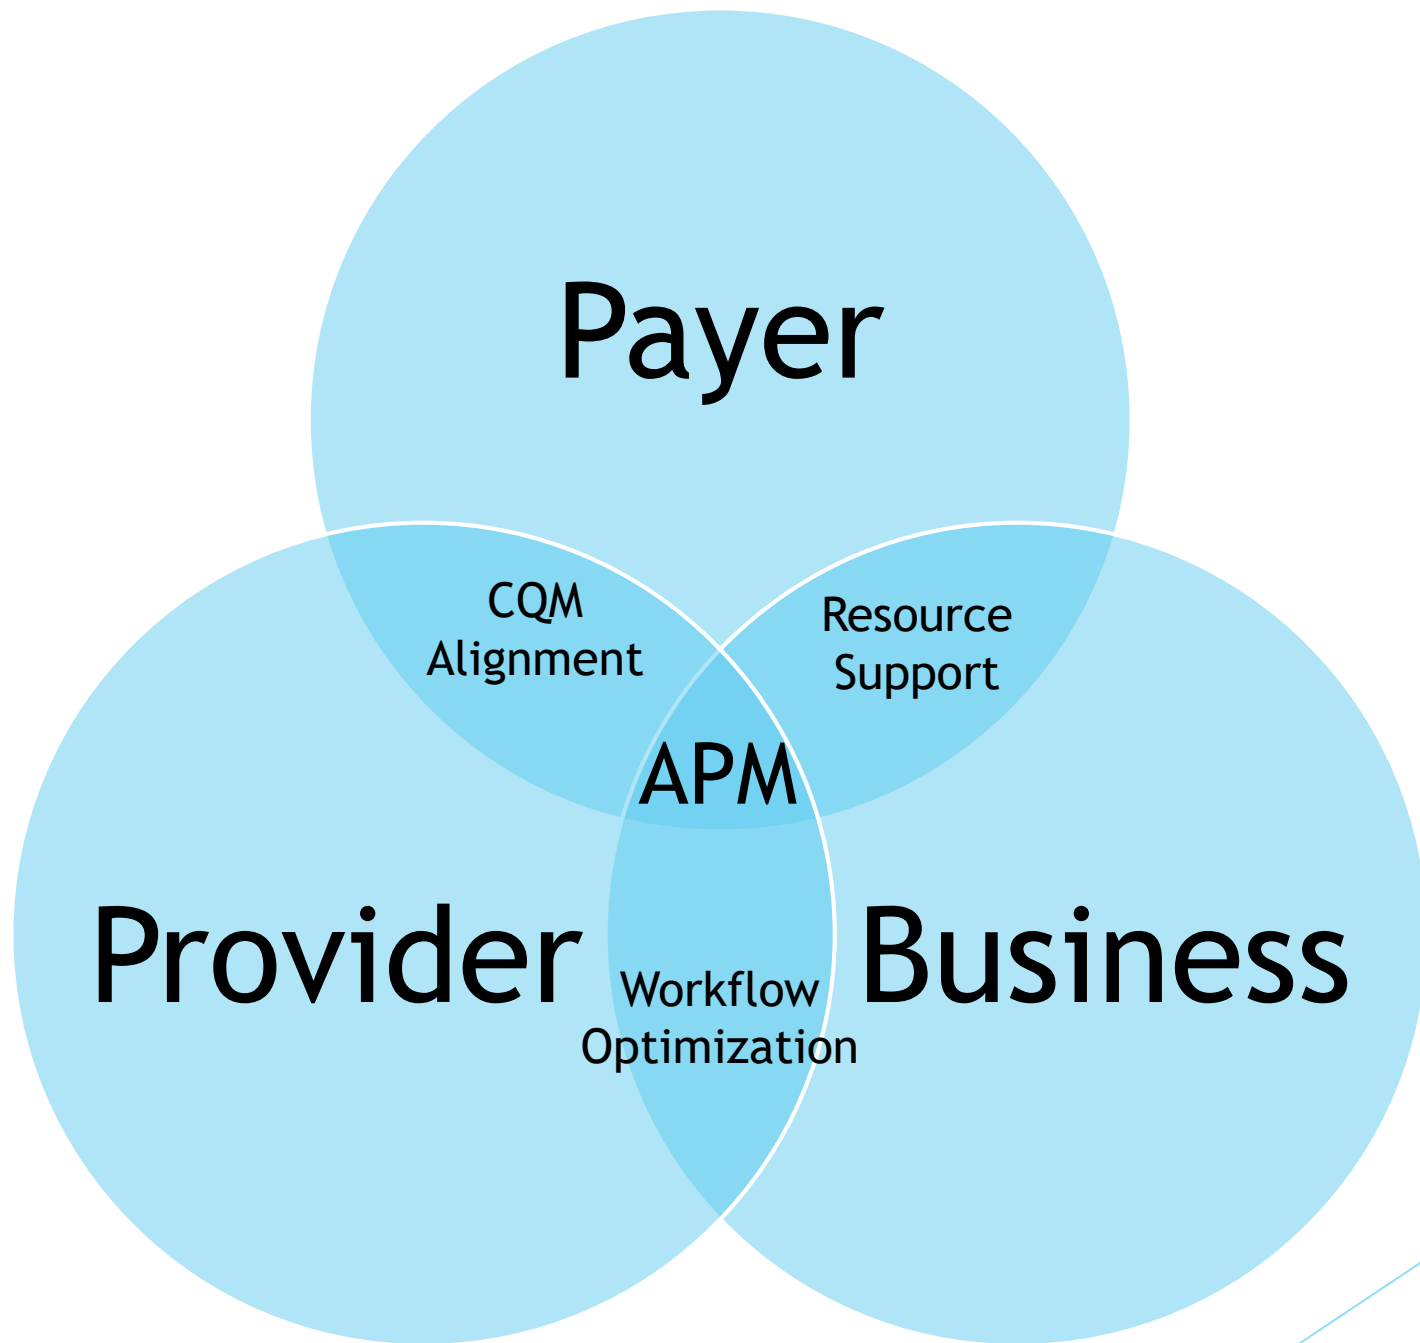 Payer
CQM
Alignment
Resource
Support
APM
Provider
Business
Workflow
Optimization